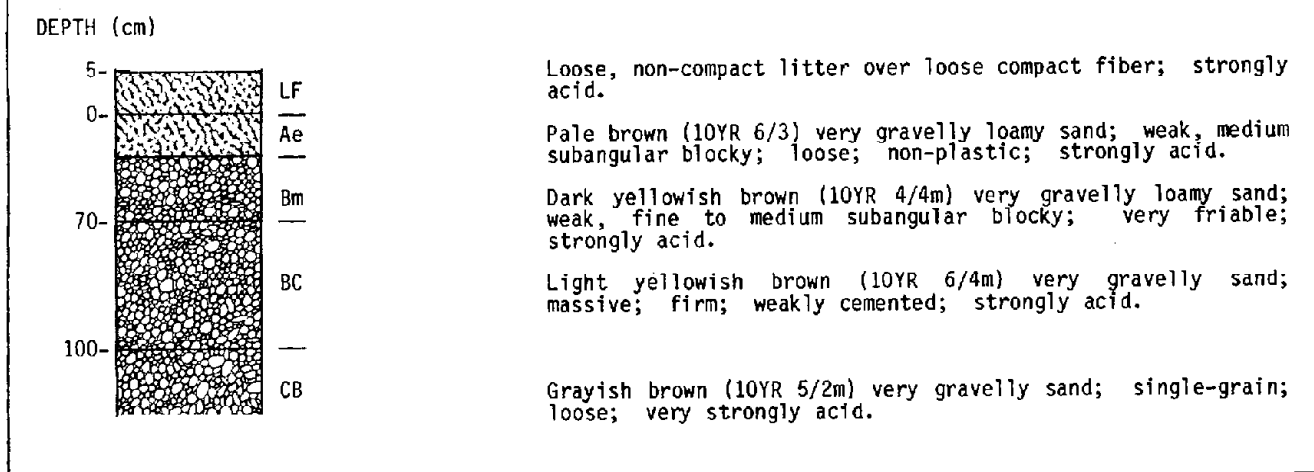 DEPTH (cm)
5-
LF
Loose, non-compact litter over loose compact fiber; strongly
acid.
0-
Ae
Pale brown (10YR 6/3) very gravelly loamy sand; weak, medium
subangular blocky; loose; non-plastic; strongly acid.
Bm
Dark yellowish brown (10YR 4/4m) very gravelly loamy sand;
weak, fine to medium subangular blocky; very friable;
strongly acid.
70-
BC
Light yellowish brown (10YR 6/4m) very gravelly sand;
massive; firm; weakly cemented; strongly acid.
100-
CB
Grayish brown (10YR 5/2m) very gravelly sand; single-grain;
loose; very strongly acid.